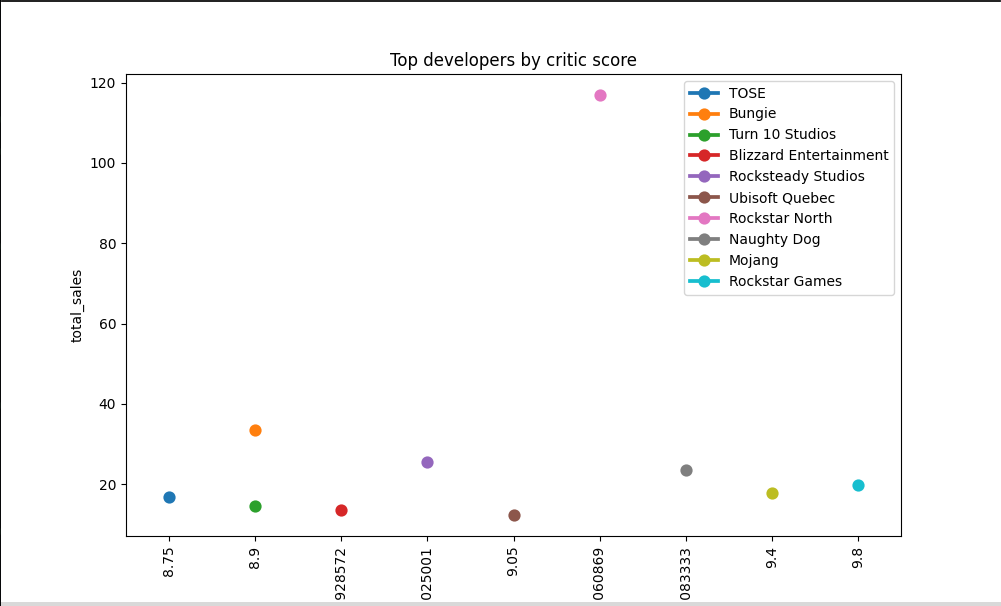 Top developers by critic score
120
100
80
60
40
20
total_sales
TOSE
Bungie
Turn 10 Studios
Blizzard Entertainment
Rocksteady Studios
Ubisoft Quebec
Rockstar North
Naughty Dog
Mojang
Rockstar Games
8.75
8.9
928572
025001
9.05
060869
083333
9.4
9.8